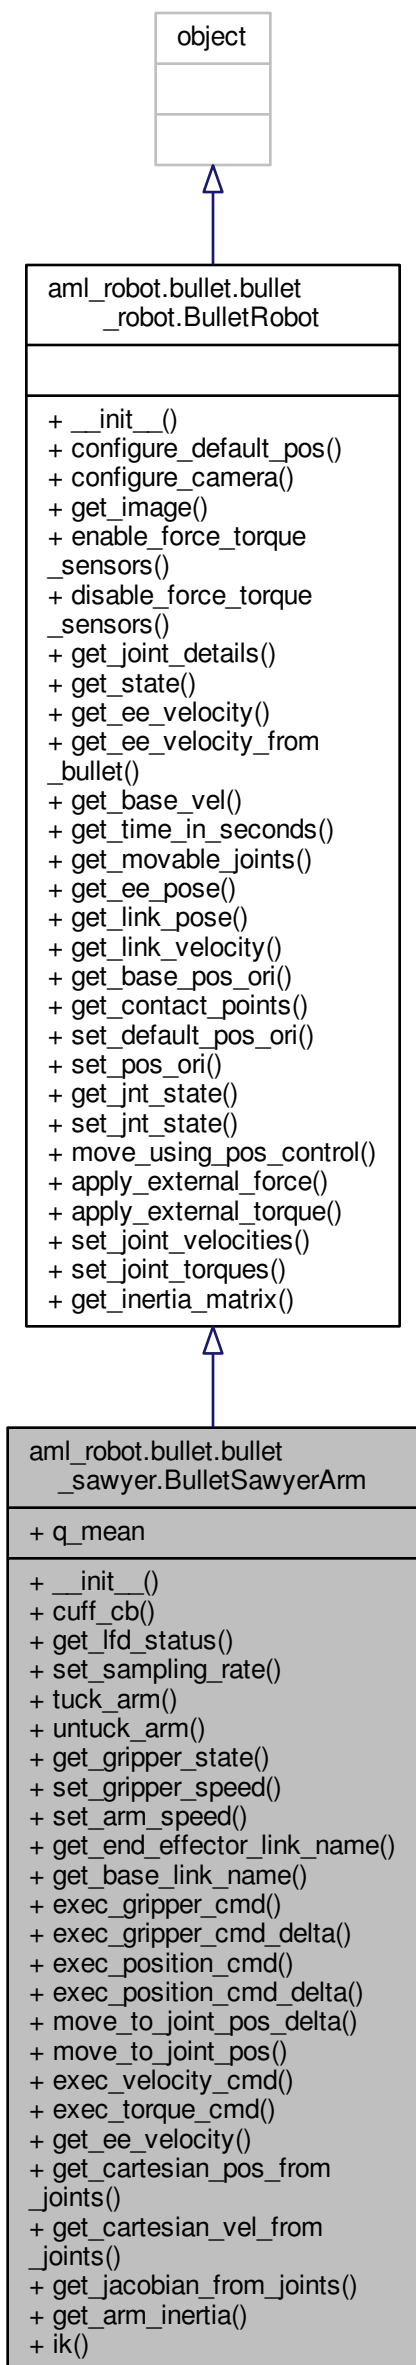 object
aml_robot.bullet.bullet
_robot.BulletRobot
+ __init__()
+ configure_default_pos()
+ configure_camera()
+ get_image()
+ enable_force_torque
_sensors()
+ disable_force_torque
_sensors()
+ get_joint_details()
+ get_state()
+ get_ee_velocity()
+ get_ee_velocity_from
_bullet()
+ get_base_vel()
+ get_time_in_seconds()
+ get_movable_joints()
+ get_ee_pose()
+ get_link_pose()
+ get_link_velocity()
+ get_base_pos_ori()
+ get_contact_points()
+ set_default_pos_ori()
+ set_pos_ori()
+ get_jnt_state()
+ set_jnt_state()
+ move_using_pos_control()
+ apply_external_force()
+ apply_external_torque()
+ set_joint_velocities()
+ set_joint_torques()
+ get_inertia_matrix()
aml_robot.bullet.bullet
_sawyer.BulletSawyerArm
+ q_mean
+ __init__()
+ cuff_cb()
+ get_lfd_status()
+ set_sampling_rate()
+ tuck_arm()
+ untuck_arm()
+ get_gripper_state()
+ set_gripper_speed()
+ set_arm_speed()
+ get_end_effector_link_name()
+ get_base_link_name()
+ exec_gripper_cmd()
+ exec_gripper_cmd_delta()
+ exec_position_cmd()
+ exec_position_cmd_delta()
+ move_to_joint_pos_delta()
+ move_to_joint_pos()
+ exec_velocity_cmd()
+ exec_torque_cmd()
+ get_ee_velocity()
+ get_cartesian_pos_from
_joints()
+ get_cartesian_vel_from
_joints()
+ get_jacobian_from_joints()
+ get_arm_inertia()
+ ik()